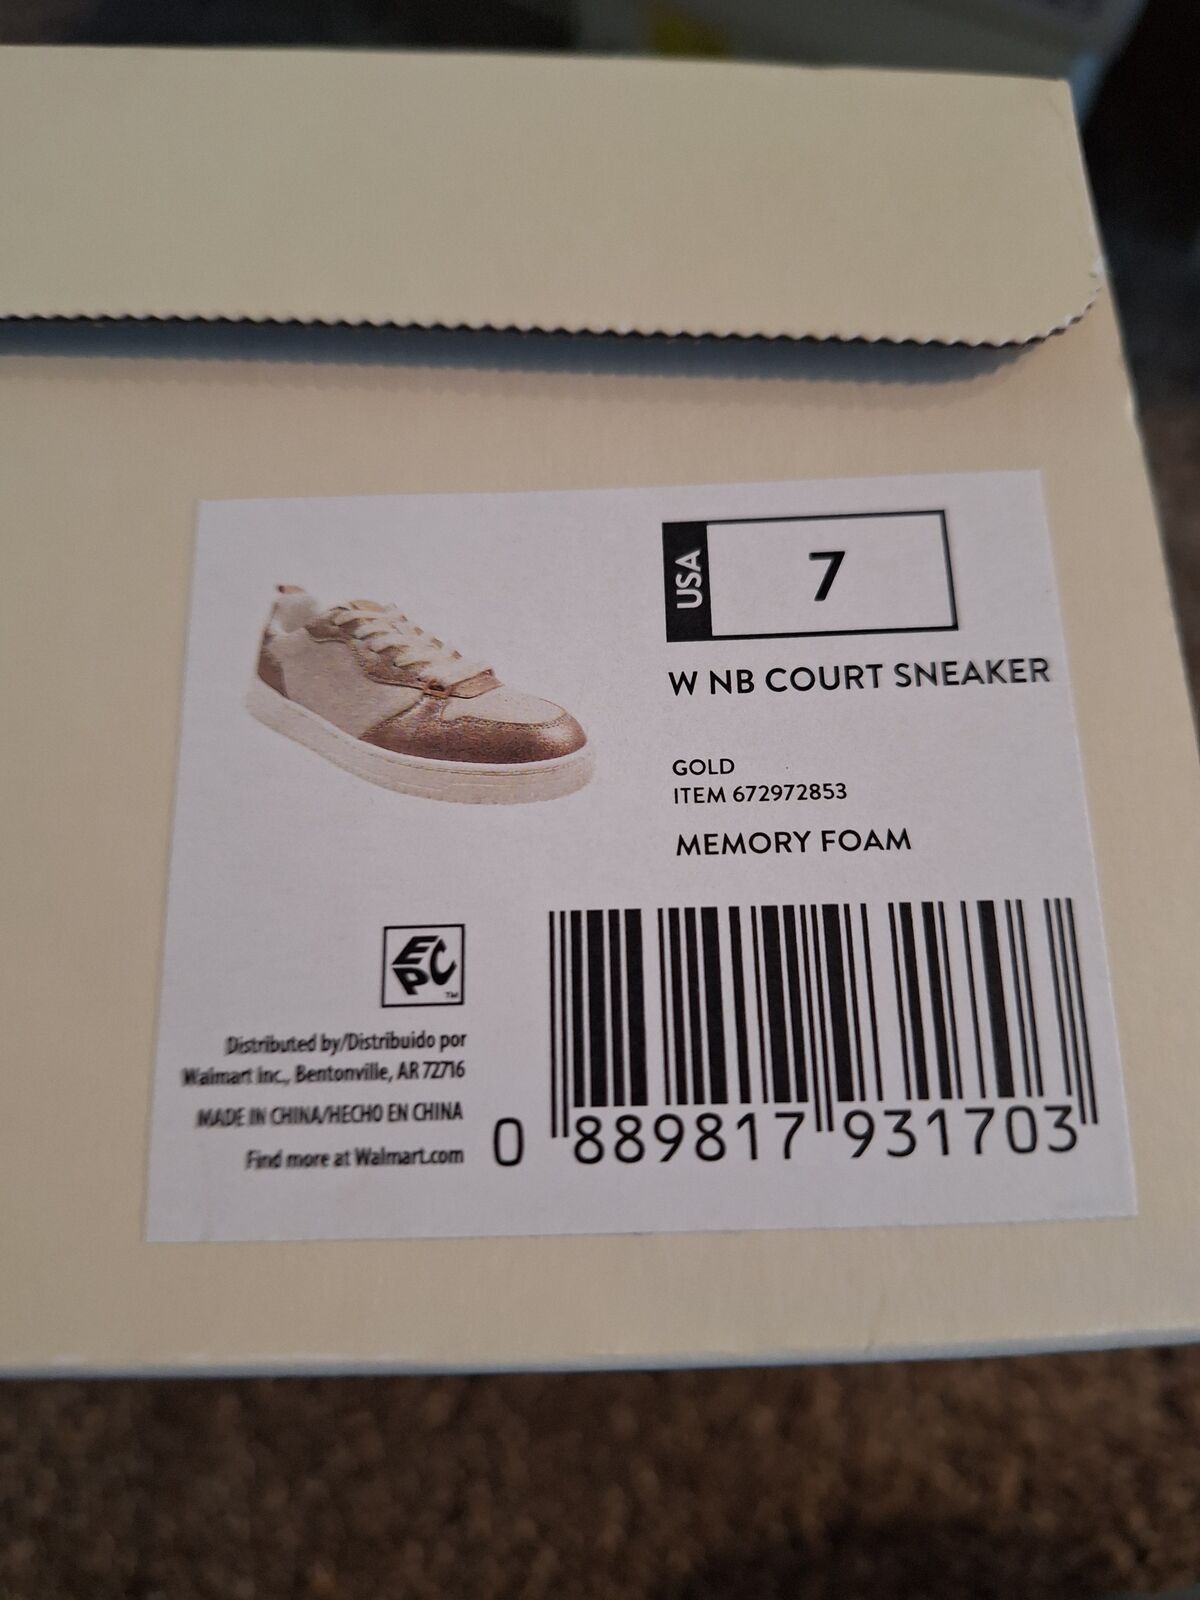 USA
7
W NB COURT SNEAKER
GOLD
ITEM 672972853
MEMORY FOAM
EPC™
Distributed by/Distribuido por
Walmart Inc., Bentonville, AR 72716
MADE IN CHINA/HECHO EN CHINA
Find more at Walmart.com
0 889817 931703